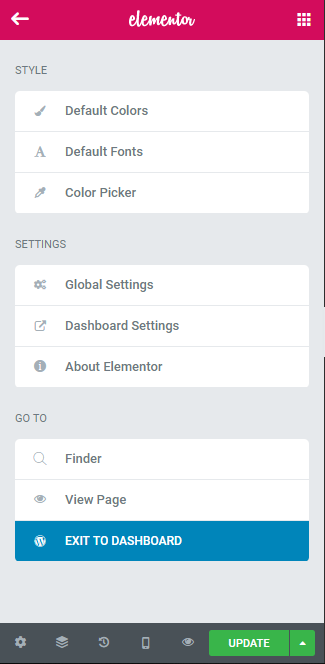 elementor
STYLE
Default Colors
Default Fonts
Color Picker
SETTINGS
Global Settings
Dashboard Settings
About Elementor
GO TO
Finder
View Page
EXIT TO DASHBOARD
UPDATE